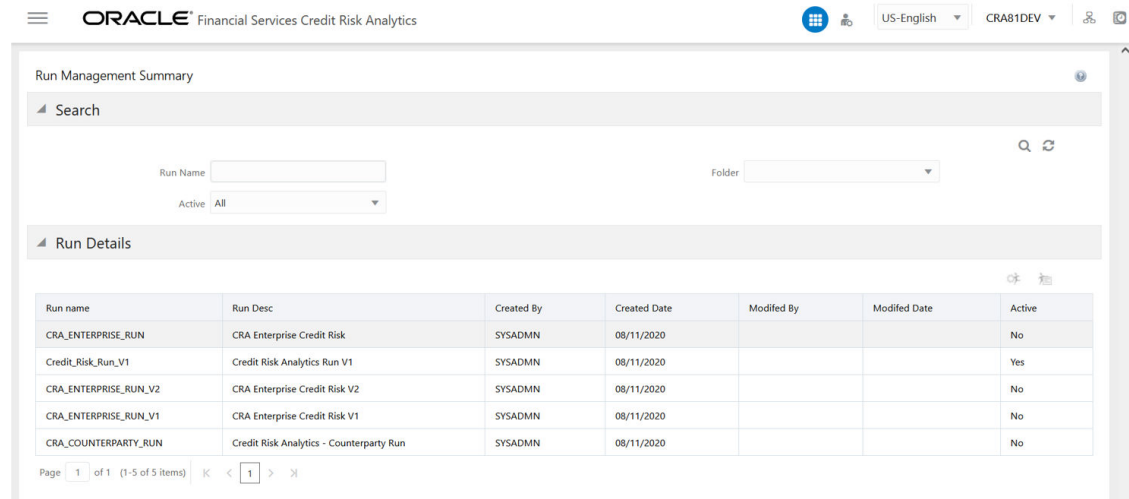 ORACLE® Financial Services Credit Risk Analytics
US-English
CRA81DEV
Run Management Summary
Search
Run Name
Folder
Active All
Run Details
Run name Run Desc Created By Created Date Modifed By Modifed Date Active
CRA_ENTERPRISE_RUN CRA Enterprise Credit Risk SYSADMN 08/11/2020 No
Credit_Risk_Run_V1 Credit Risk Analytics Run V1 SYSADMN 08/11/2020 Yes
CRA_ENTERPRISE_RUN_V2 CRA Enterprise Credit Risk V2 SYSADMN 08/11/2020 No
CRA_ENTERPRISE_RUN_V1 CRA Enterprise Credit Risk V1 SYSADMN 08/11/2020 No
CRA_COUNTERPARTY_RUN Credit Risk Analytics - Counterparty Run SYSADMN 08/11/2020 No
Page 1 of 1 (1-5 of 5 items) 1